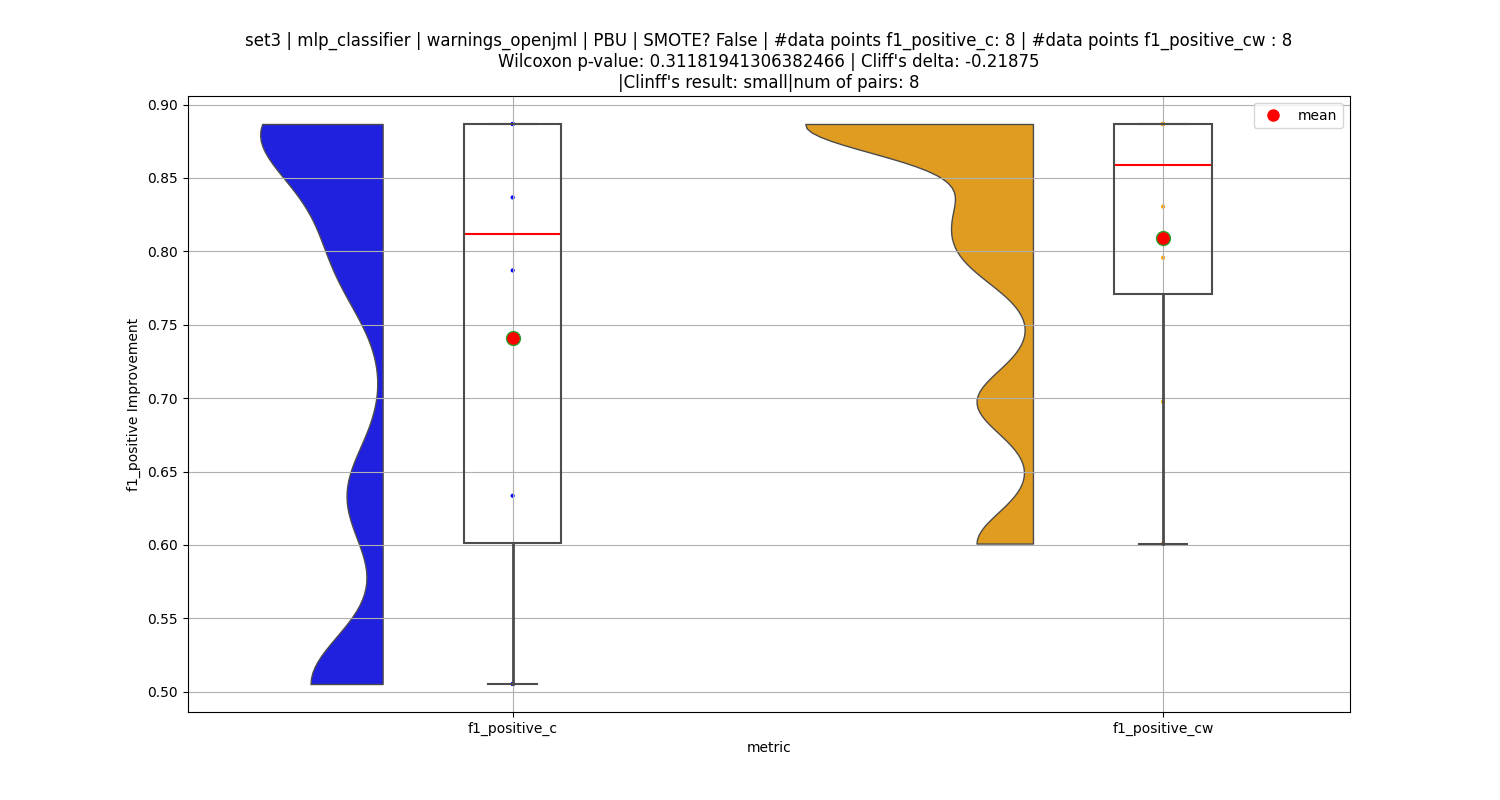 set3 | mlp_classifier | warnings_openjml | PBU | SMOTE? False | #data points f1_positive_c: 8 | #data points f1_positive_cw : 8
Wilcoxon p-value: 0.31181941306382466 | Cliff's delta: -0.21875
|Clinff's result: small|num of pairs: 8
mean
0.90
0.85
0.80
0.75
0.70
0.65
0.60
0.55
0.50
f1_positive Improvement
f1_positive_c
f1_positive_cw
metric